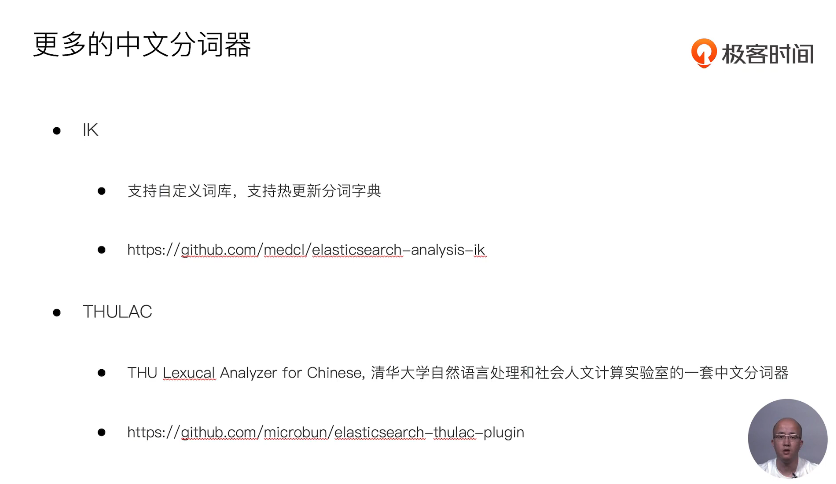 更多的中文分词器
极客时间
IK
支持自定义词库，支持热更新分词字典
https://github.com/medcl/elasticsearch-analysis-ik
THULAC
THU Lexucal Analyzer for Chinese, 清华大学自然语言处理和社会人文计算实验室的一套中文分词器
https://github.com/microbun/elasticsearch-thulac-plugin